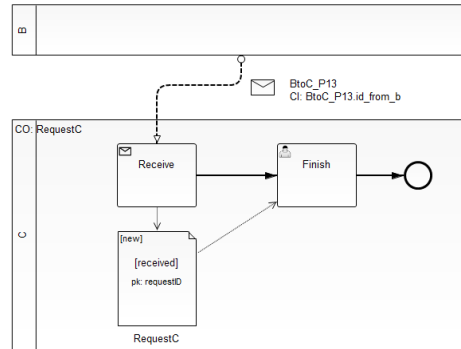 B
BtoC_P13
CI: BtoC_P13.id_from_b
CO: RequestC
C
Receive
Finish
[new]
[received]
pk: requestID
RequestC